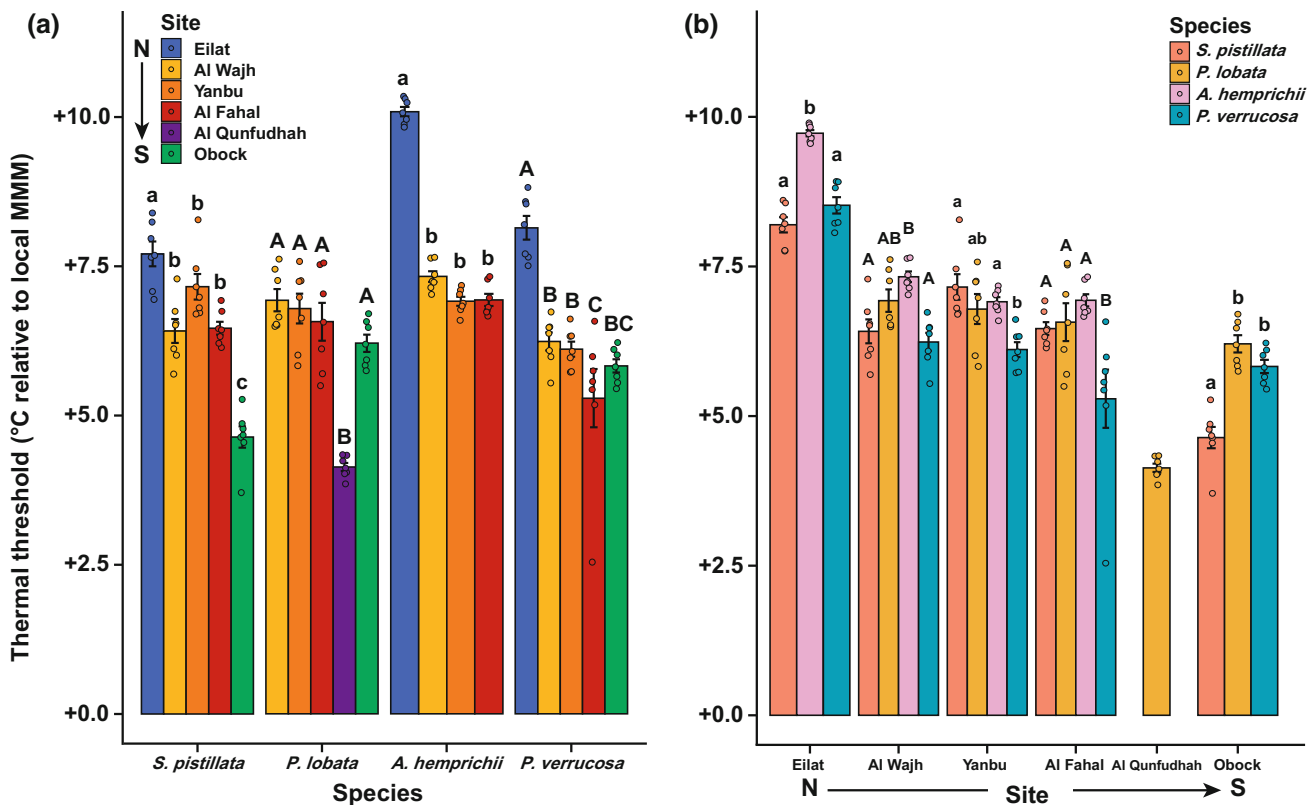 (a)
Site
N
S
Eilat
Al Wajh
Yanbu
Al Fahal
Al Qunfudhah
Obock
Thermal threshold (°C relative to local MMM)
+10.0
+7.5
+5.0
+2.5
+0.0
a b b b c
A A A B A
a b b b
A B B C BC
S. pistillata P. lobata A. hemprichii P. verrucosa
Species
(b)
Species
S. pistillata
P. lobata
A. hemprichii
P. verrucosa
+10.0
+7.5
+5.0
+2.5
+0.0
a b a
A AB B A
a ab a b
A A A B
a b b
Eilat Al Wajh Yanbu Al Fahal Al Qunfudhah Obock
N Site S